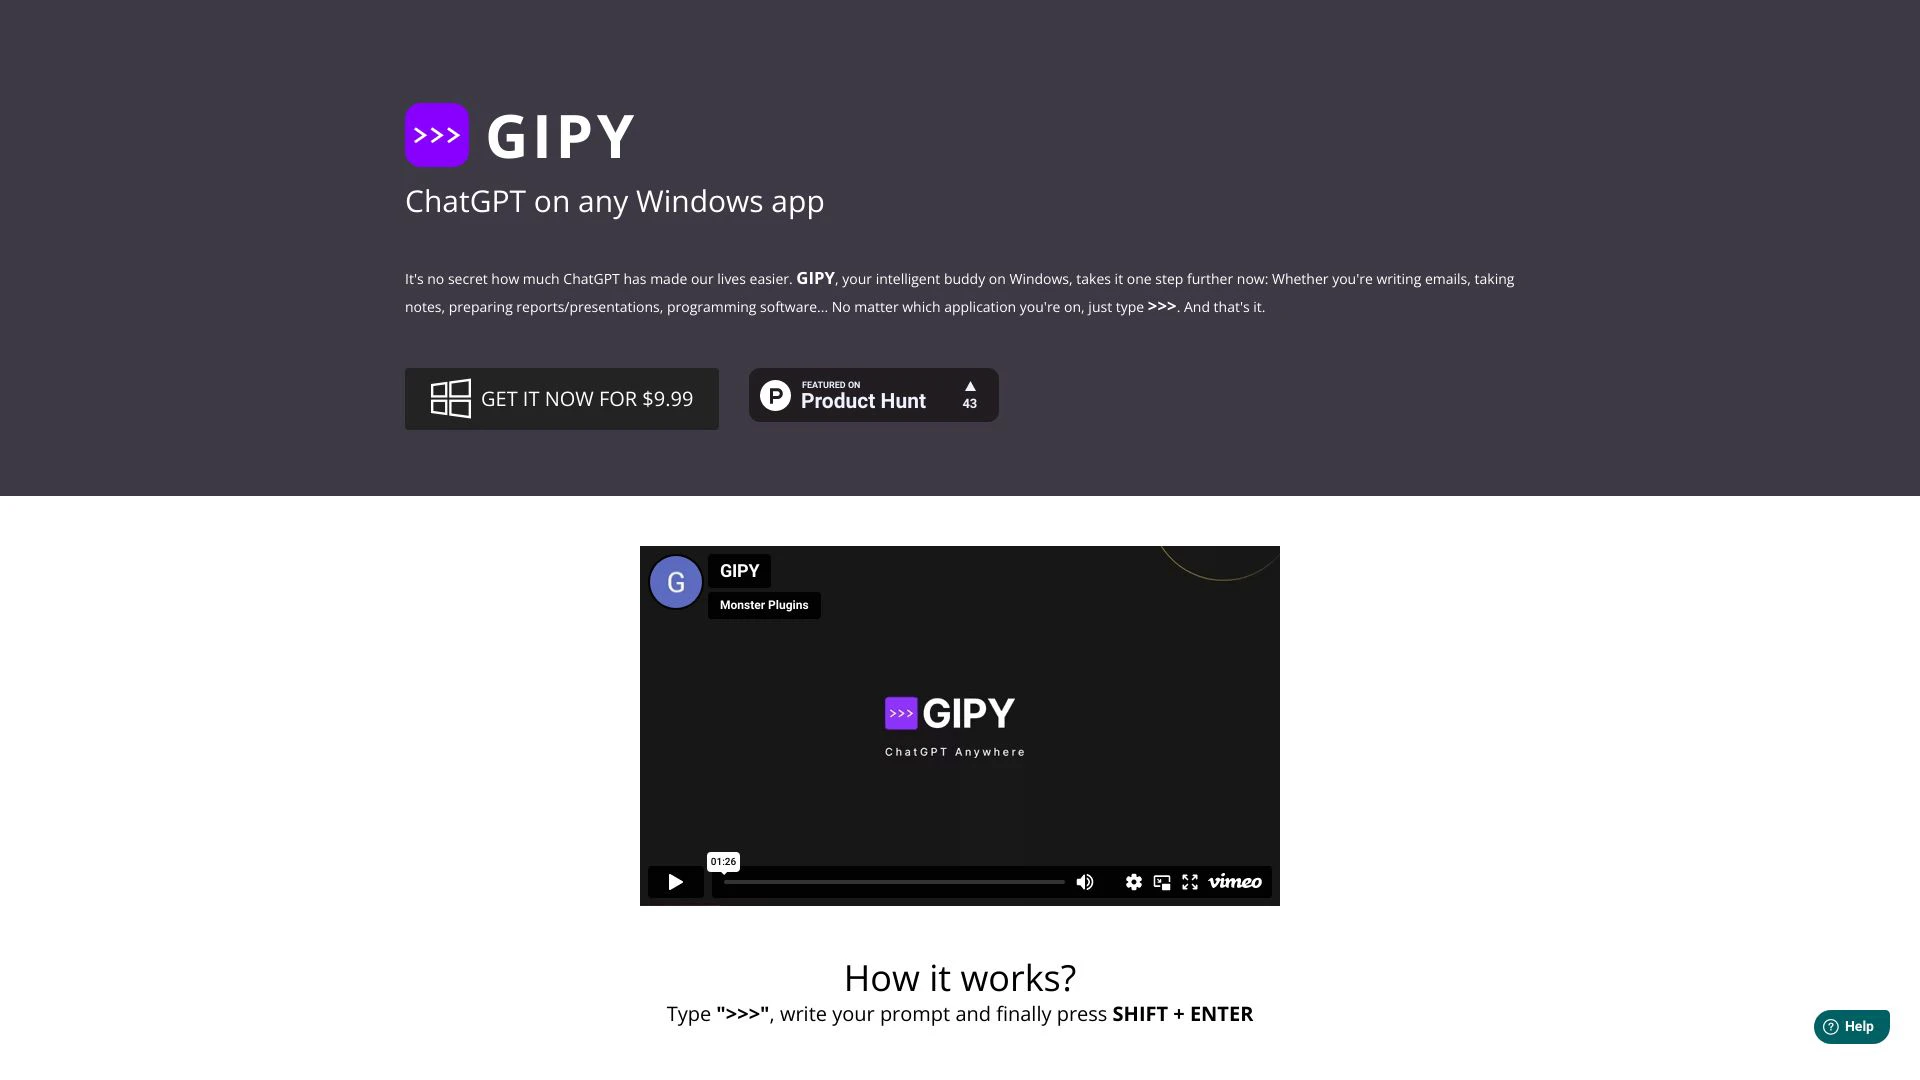 >>> GIPY
ChatGPT on any Windows app
It's no secret how much ChatGPT has made our lives easier. GIPY, your intelligent buddy on Windows, takes it one step further now: Whether you're writing emails, taking
notes, preparing reports/presentations, programming software... No matter which application you're on, just type >>>. And that's it.
GET IT NOW FOR $9.99
P
FEATURED ON
Product Hunt
▲
43
G
GIPY
Monster Plugins
>>> GIPY
ChatGPT Anywhere
01:26
vimeo
How it works?
Type ">>>", write your prompt and finally press SHIFT + ENTER
? Help